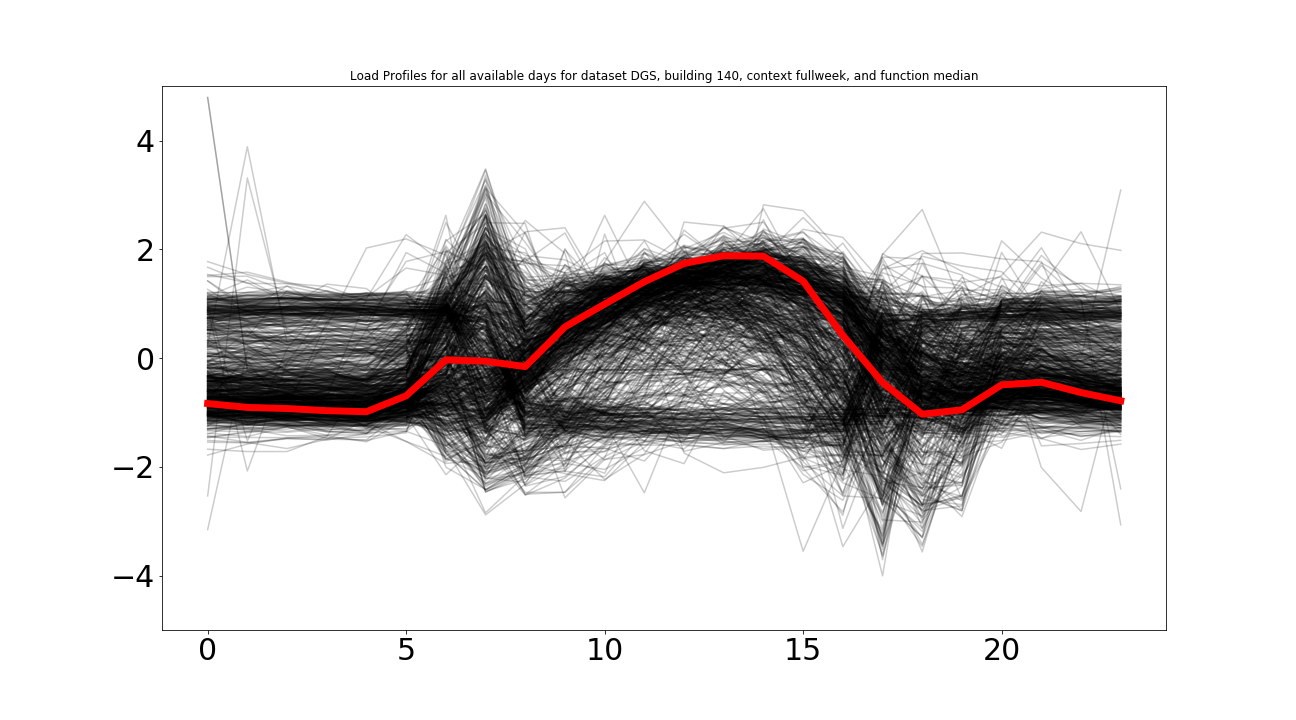 Load Profiles for all available days for dataset DGS, building 140, context fullweek, and function median
4
2
0
−2
−4
0 5 10 15 20